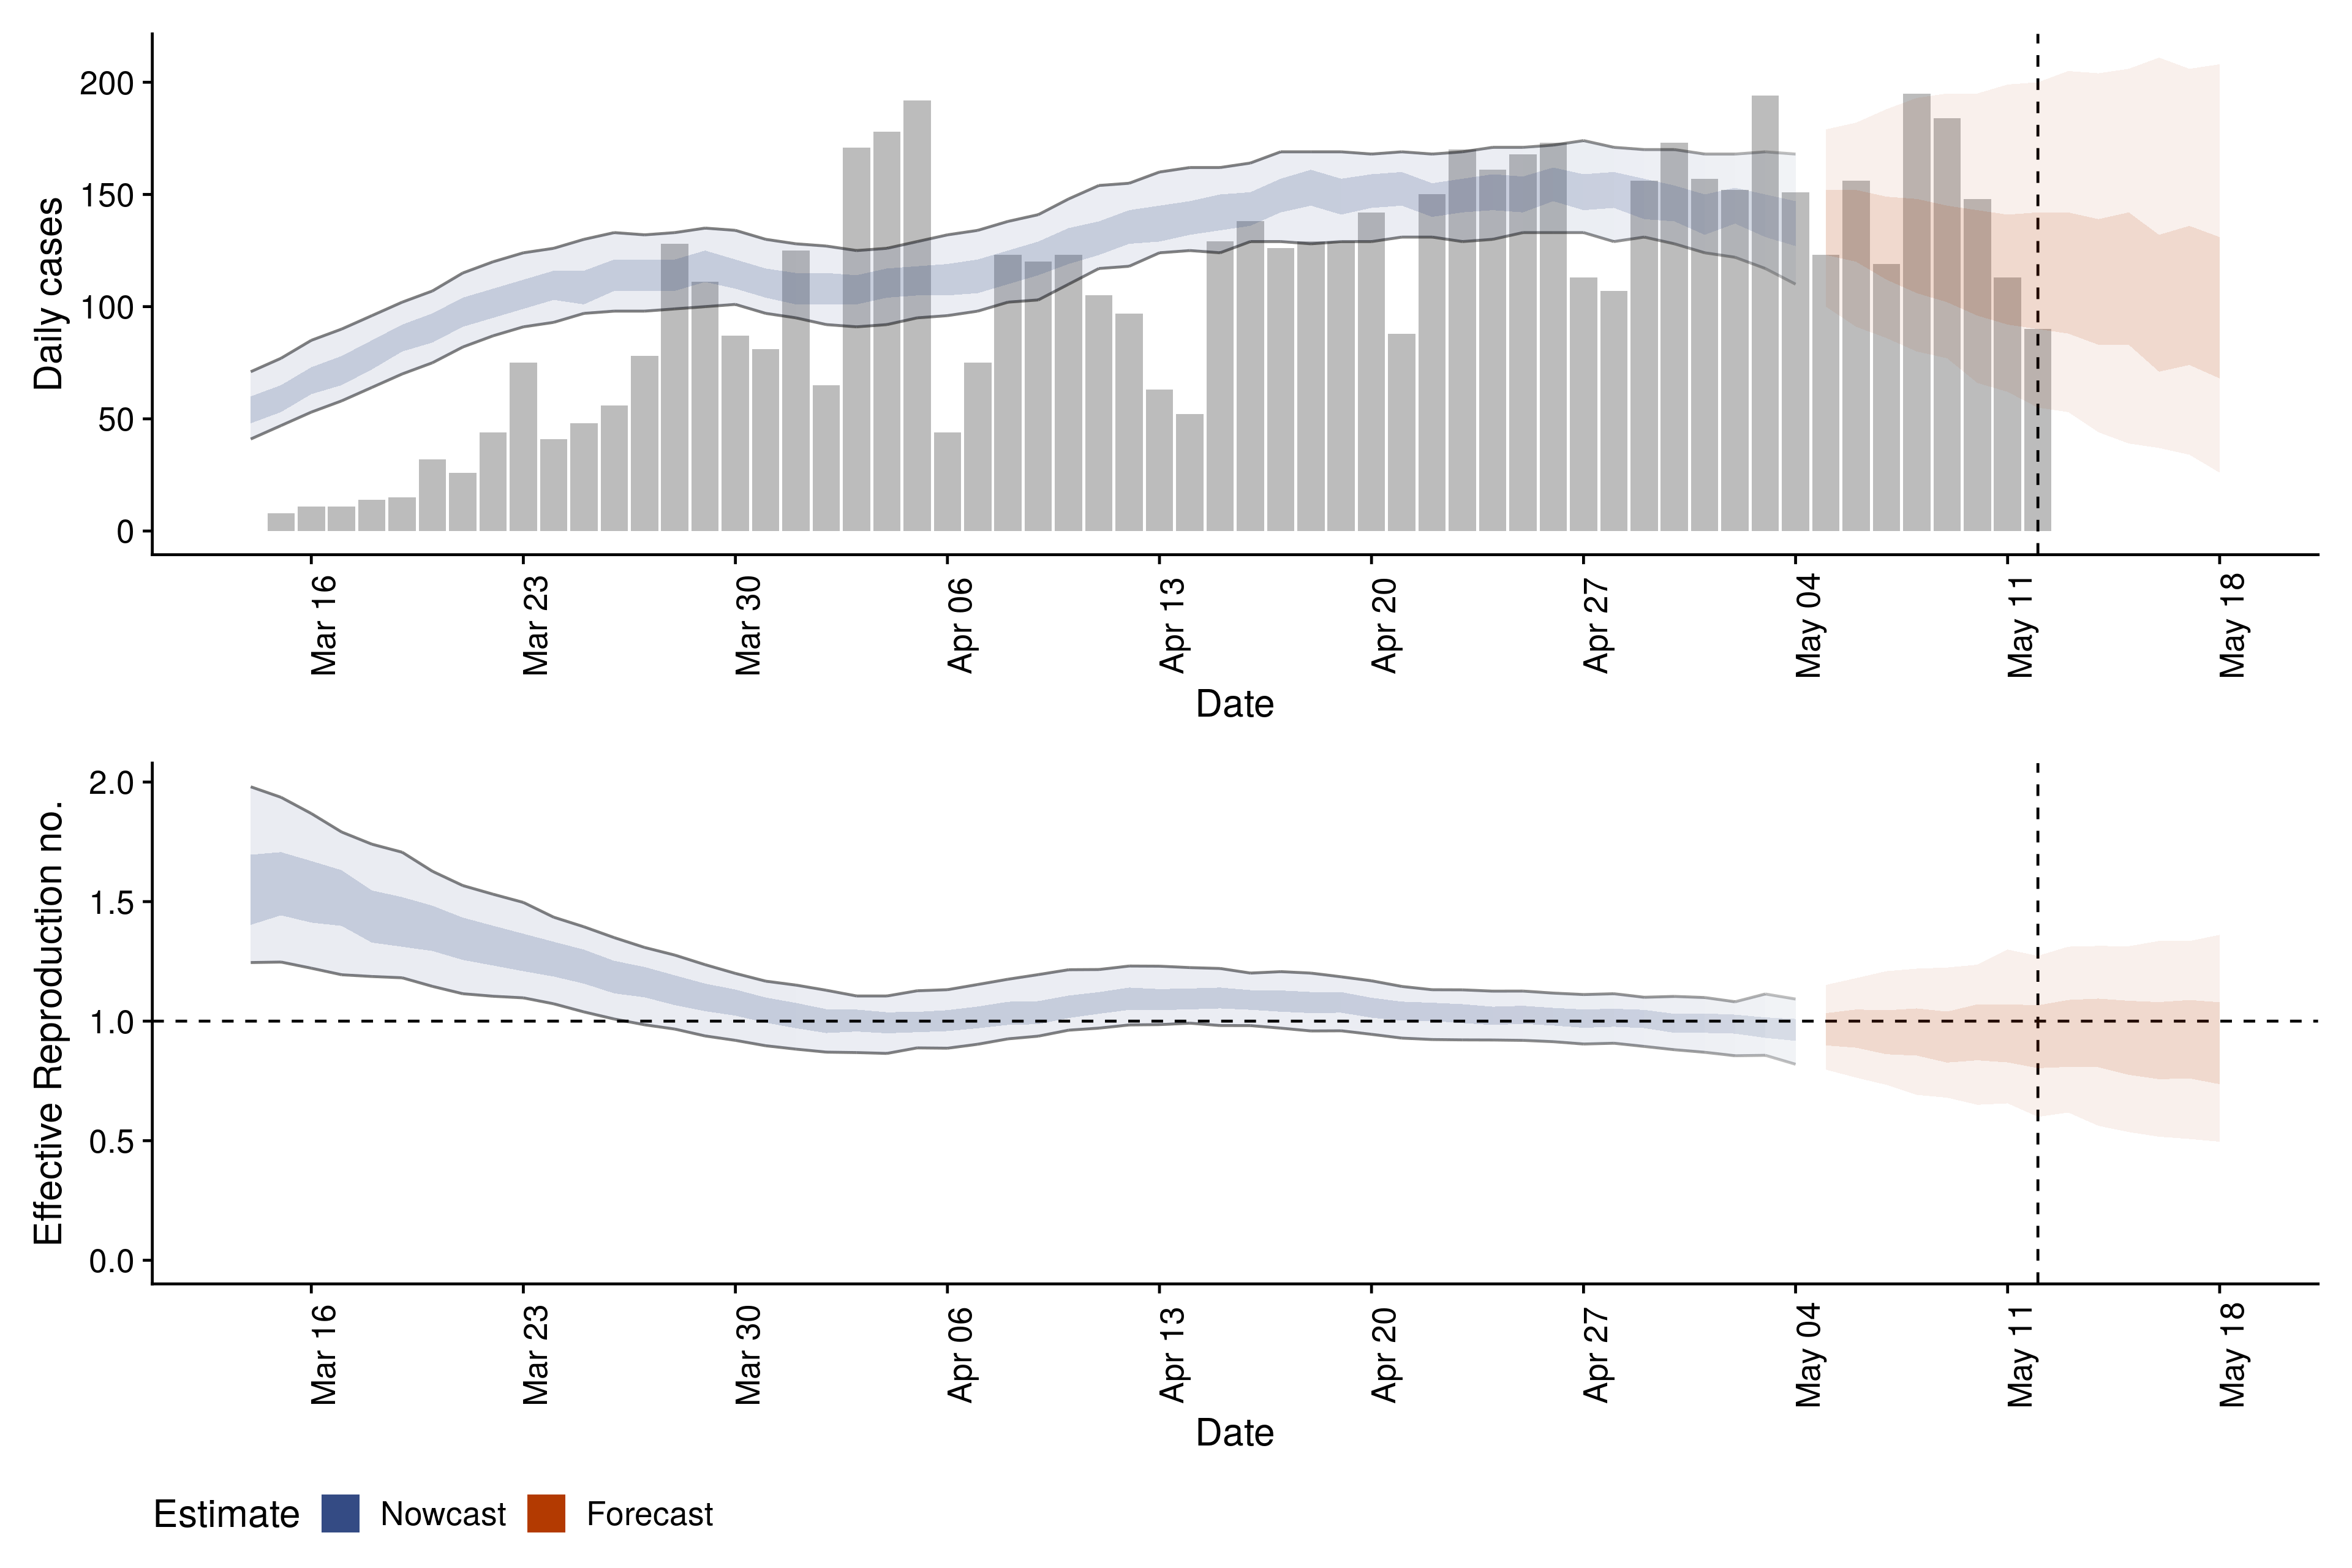 Daily cases
200
150
100
50
0
Mar 16
Mar 23
Mar 30
Apr 06
Apr 13
Apr 20
Apr 27
May 04
May 11
May 18
Date
Effective Reproduction no.
2.0
1.5
1.0
0.5
0.0
Mar 16
Mar 23
Mar 30
Apr 06
Apr 13
Apr 20
Apr 27
May 04
May 11
May 18
Date
Estimate Nowcast Forecast